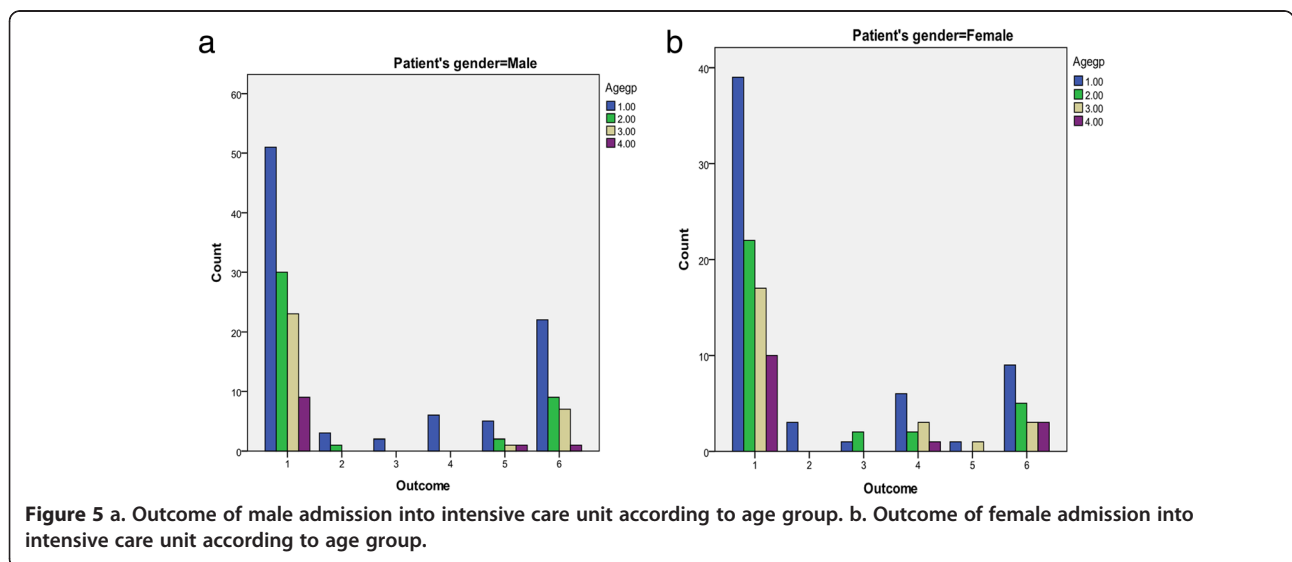 a
Patient's gender=Male
Agegp
1.00
2.00
3.00
4.00
60
50
40
30
20
10
0
Count
1 2 3 4 5 6
Outcome
b
Patient's gender=Female
Agegp
1.00
2.00
3.00
4.00
40
30
20
10
0
Count
1 2 3 4 5 6
Outcome
Figure 5 a. Outcome of male admission into intensive care unit according to age group. b. Outcome of female admission into
intensive care unit according to age group.